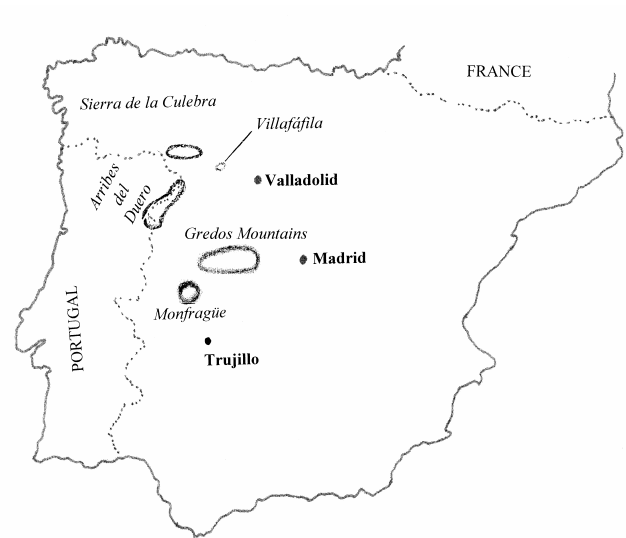 FRANCE
Sierra de la Culebra
Villafáfila
Arribes
del
Duero
Valladolid
Gredos Mountains
Madrid
PORTUGAL
Monfragüe
Trujillo